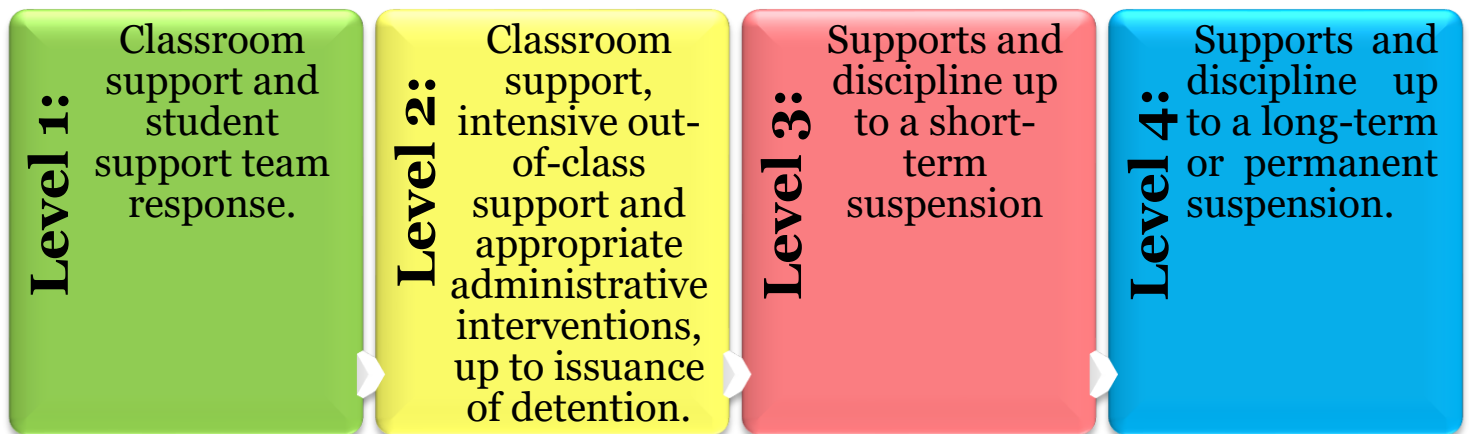 Level 1:
Classroom
support and
student
support team
response.
Level 2:
Classroom
support,
intensive out-
of-class
support and
appropriate
administrative
interventions,
up to issuance
of detention.
Level 3:
Supports and
discipline up
to a short-
term
suspension
Level 4:
Supports and
discipline up
to a long-term
or permanent
suspension.